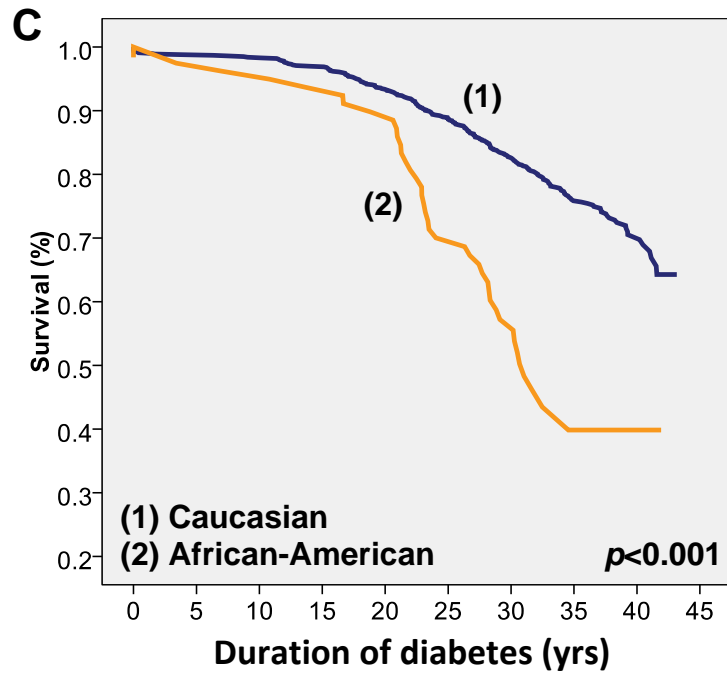 C
1.0
0.9
0.8
0.7
0.6
0.5
0.4
0.3
0.2
Survival (%)
(1)
(2)
(1) Caucasian
(2) African-American
p<0.001
0 5 10 15 20 25 30 35 40 45
Duration of diabetes (yrs)